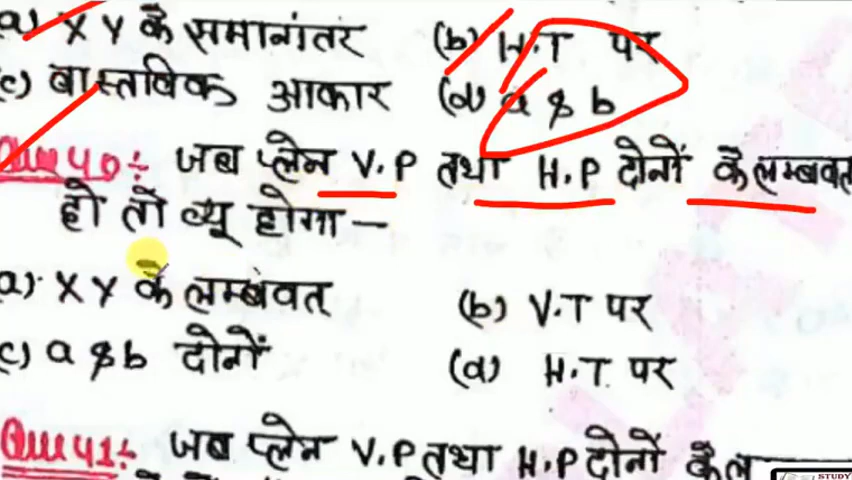 (a) X Y के समानांतर (b) H.T पर
(c) वास्तविक आकार (d) a & b
Que 40 :- जब प्लेन V.P तथा H.P दोनों के लम्बवत
हो तो व्यू होगा -
(a). X Y के लम्बवत (b) V.T पर
(c) a & b दोनों (d) H.T पर
Que 41 :- जब प्लेन V.P तथा H.P दोनों के ल
STUDY